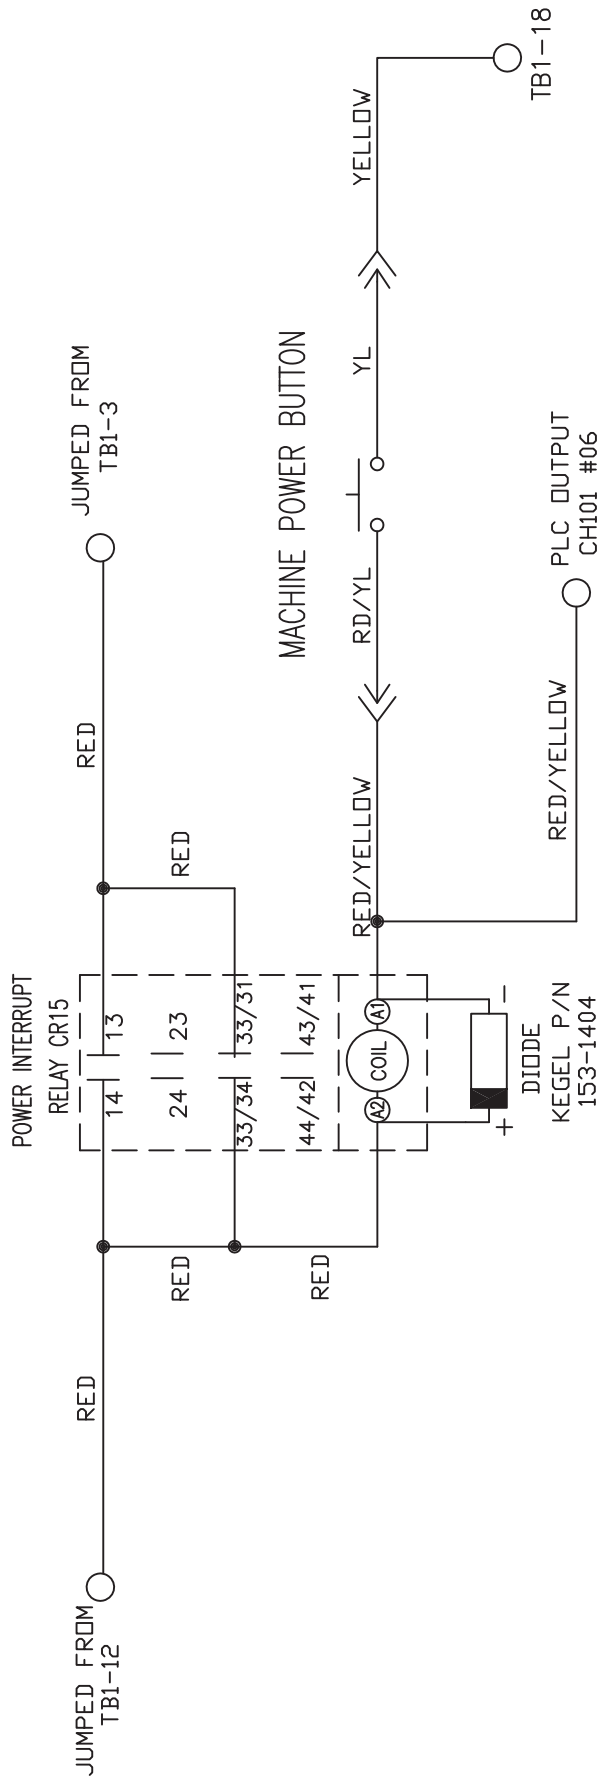 POWER INTERRUPT
RELAY CR15
JUMPED FROM
TB1-12
RED
14
13
RED
JUMPED FROM
TB1-3
RED
24
23
RED
33/34
33/31
RED
44/42
43/41
MACHINE POWER BUTTON
RED/YELLOW
RD/YL
YL
YELLOW
A2
COIL
A1
TB1-18
+
-
DIODE
KEGEL P/N
153-1404
RED/YELLOW
PLC OUTPUT
CH101 #06